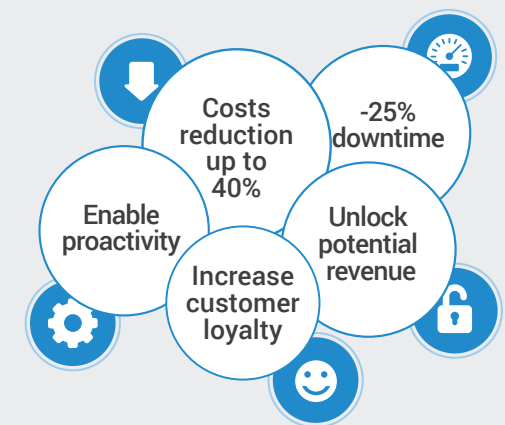 Costs
reduction
up to
40%
-25%
downtime
Enable
proactivity
Unlock
potential
revenue
Increase
customer
loyalty